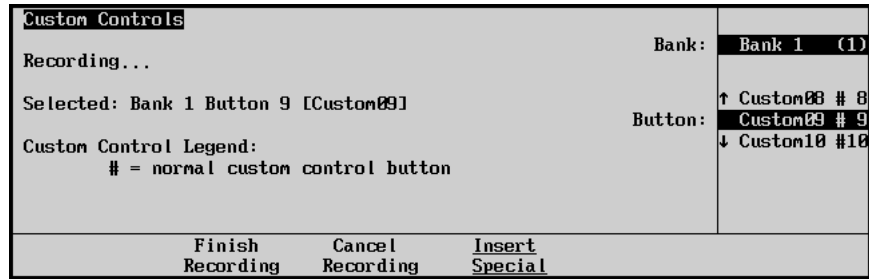 Custom Controls
Bank: Bank 1 (1)
Recording...
↑ Custom08 # 8
Selected: Bank 1 Button 9 [Custom09]
Button: Custom09 # 9
Custom Control Legend:
↓ Custom10 #10
# = normal custom control button
Finish Recording
Cancel Recording
Insert Special